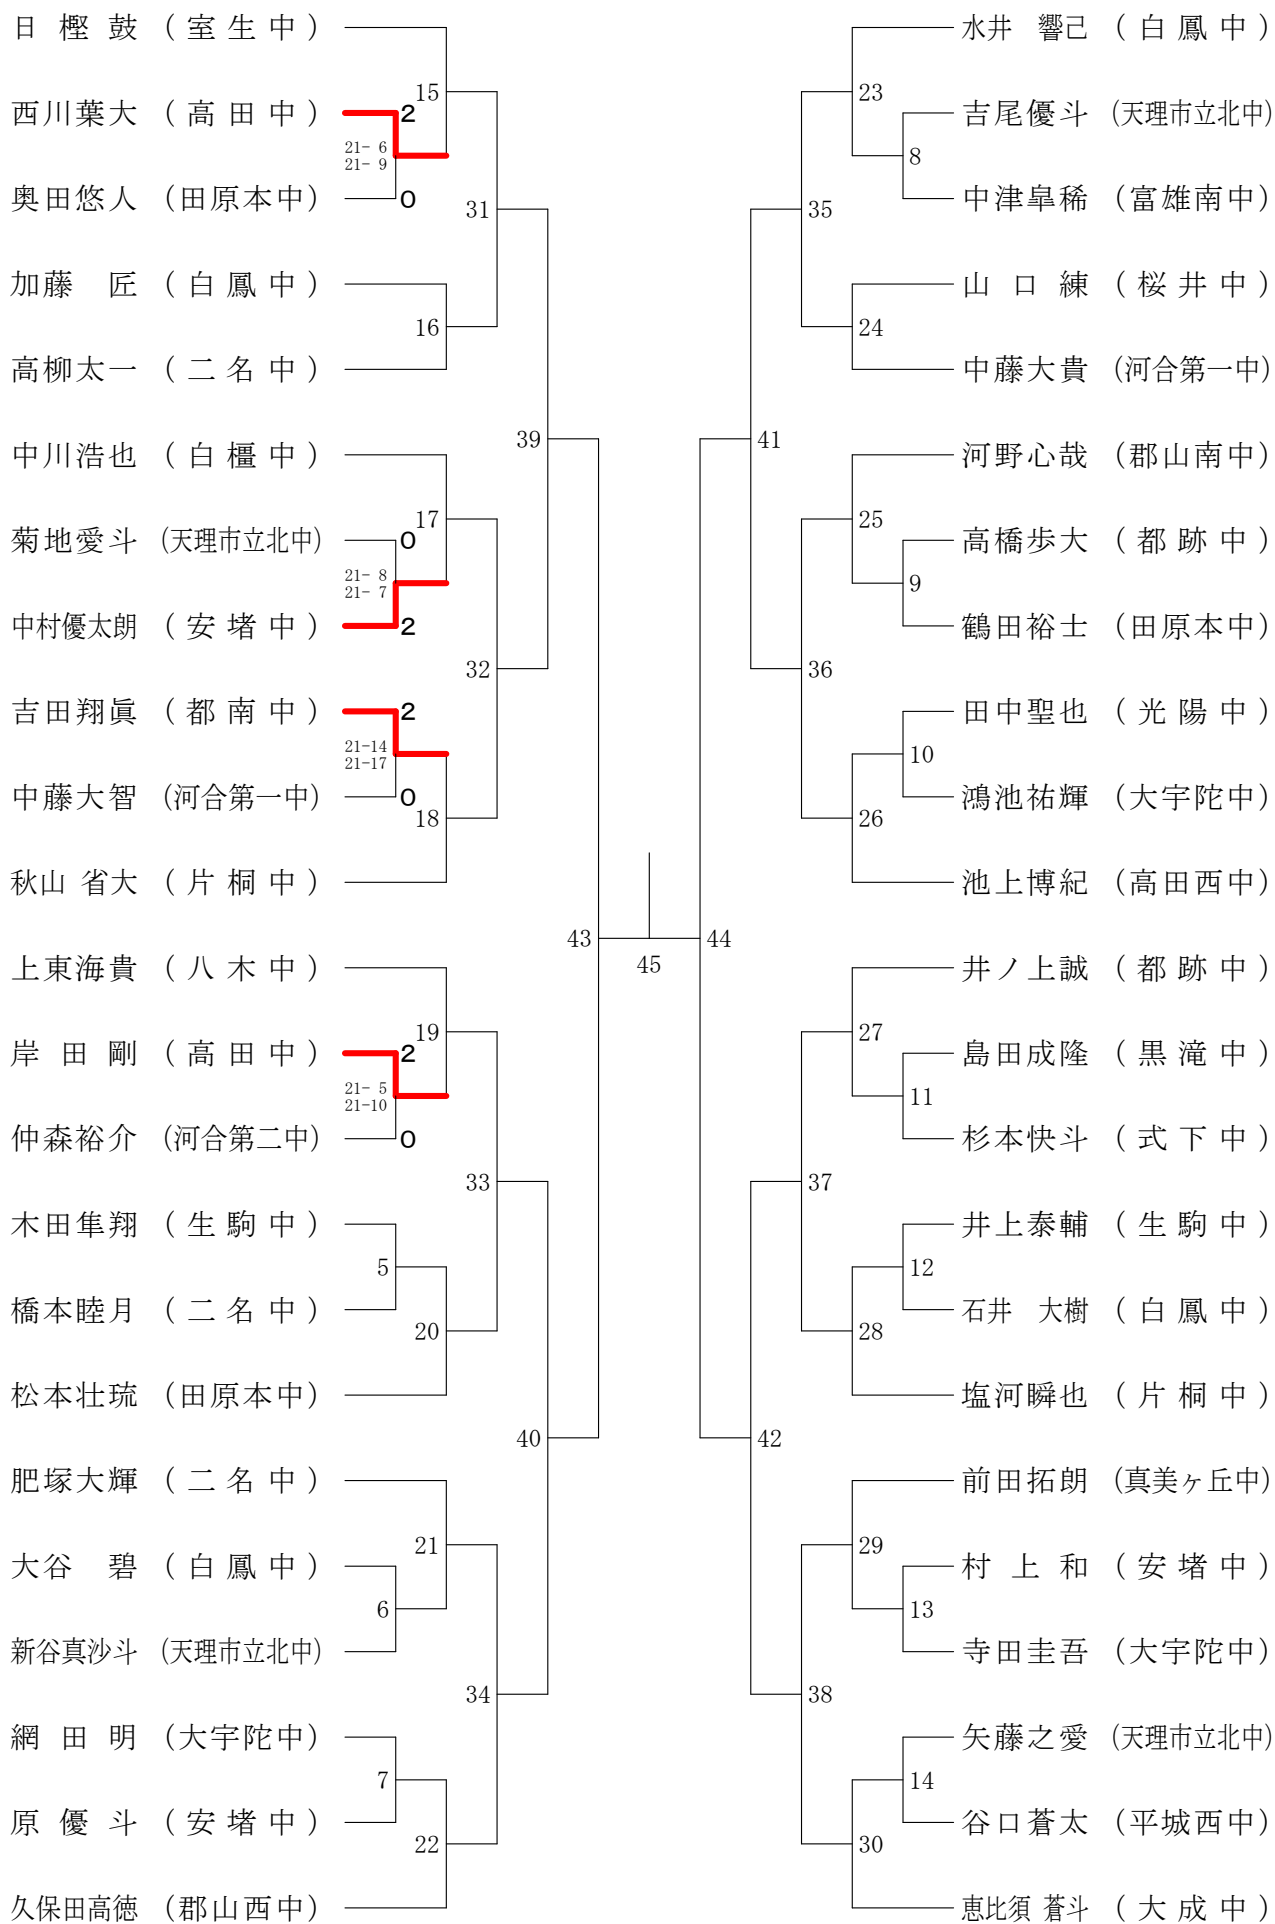 日樫鼓 (室生中)
15
西川葉大 (高田中) 2
21- 6
21- 9
奥田悠人 (田原本中) 0
31
加藤 匠 (白鳳中)
16
高柳太一 (二名中)
39
中川浩也 (白橿中)
17
菊地愛斗 (天理市立北中) 0
21- 8
21- 7
中村優太朗 (安堵中) 2
32
吉田翔眞 (都南中) 2
21-14
21-17
中藤大智 (河合第一中) 0
18
秋山 省大 (片桐中)
43
上東海貴 (八木中)
19
岸田剛 (高田中) 2
21- 5
21-10
仲森裕介 (河合第二中) 0
33
木田隼翔 (生駒中)
5
橋本睦月 (二名中)
20
松本壮琉 (田原本中)
40
肥塚大輝 (二名中)
21
大谷 碧 (白鳳中)
6
新谷真沙斗 (天理市立北中)
34
網田明 (大宇陀中)
7
原優斗 (安堵中)
22
久保田高徳 (郡山西中)
45
水井 響己 (白鳳中)
23
吉尾優斗 (天理市立北中)
8
中津皐稀 (富雄南中)
35
山口練 (桜井中)
24
中藤大貴 (河合第一中)
41
河野心哉 (郡山南中)
25
高橋歩大 (都跡中)
9
鶴田裕士 (田原本中)
36
田中聖也 (光陽中)
10
鴻池祐輝 (大宇陀中)
26
池上博紀 (高田西中)
44
井ノ上誠 (都跡中)
27
島田成隆 (黒滝中)
11
杉本快斗 (式下中)
37
井上泰輔 (生駒中)
12
石井 大樹 (白鳳中)
28
塩河瞬也 (片桐中)
42
前田拓朗 (真美ヶ丘中)
29
村上和 (安堵中)
13
寺田圭吾 (大宇陀中)
38
矢藤之愛 (天理市立北中)
14
谷口蒼太 (平城西中)
30
恵比須 蒼斗 (大成中)